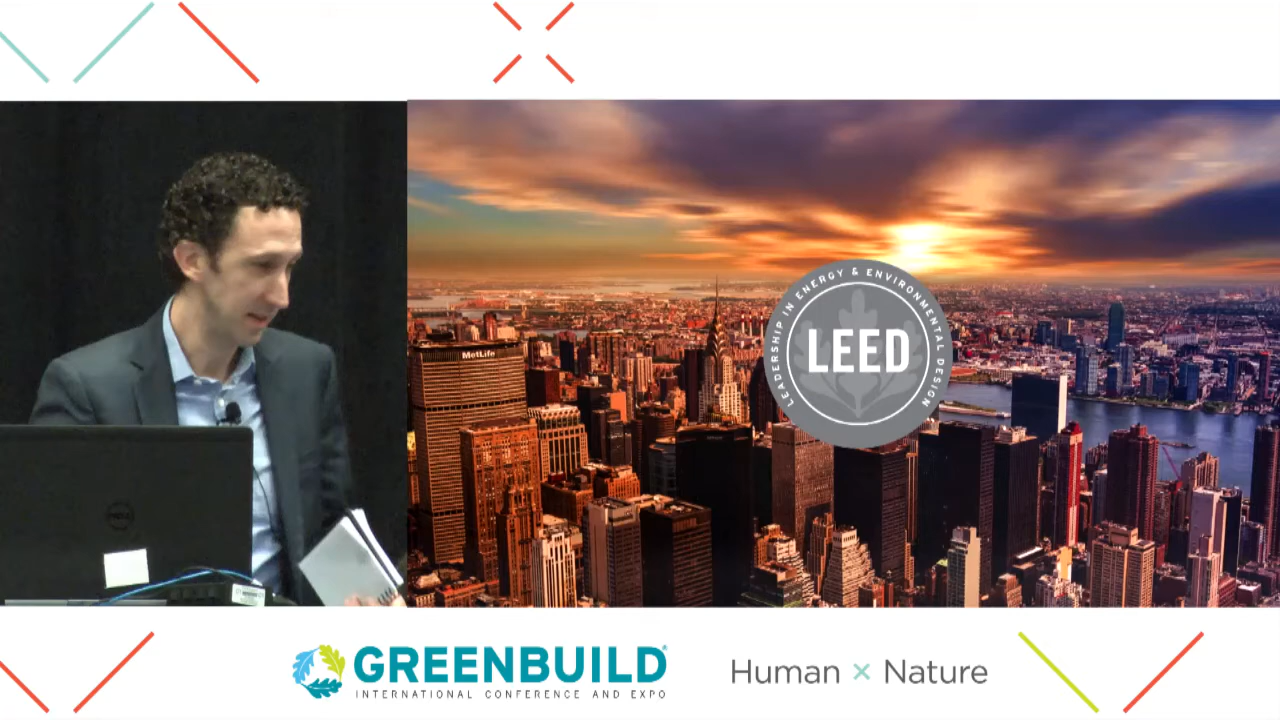 MetLife
LEADERSHIP IN ENERGY & ENVIRONMENTAL DESIGN
LEED
GREENBUILD
INTERNATIONAL CONFERENCE AND EXPO
Human × Nature